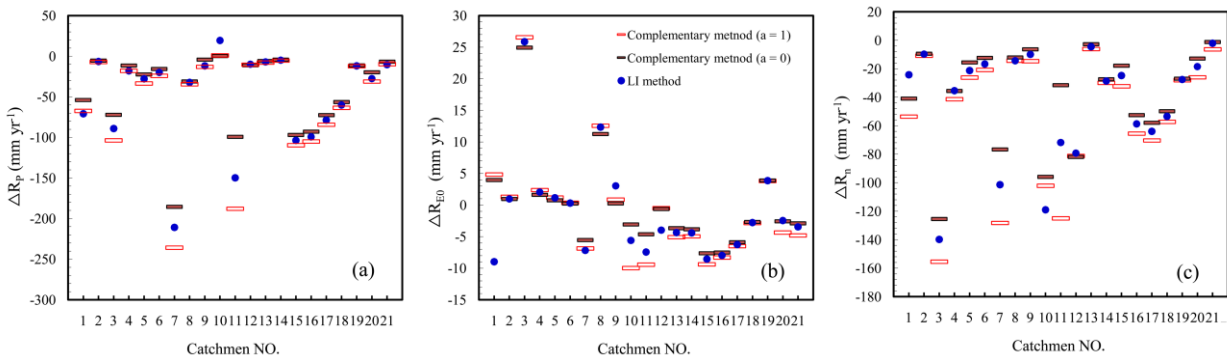 50
0
-50
-100
-150
-200
-250
-300
△R_P (mm yr⁻¹)
(a)
1 2 3 4 5 6 7 8 9 10 11 12 13 14 15 16 17 18 19 20 21
Catchmen NO.
30
25
20
15
10
5
0
-5
-10
-15
△R_E0 (mm yr⁻¹)
Complementary metnod (a = 1)
Complementary metnod (a = 0)
LI method
(b)
1 2 3 4 5 6 7 8 9 10 11 12 13 14 15 16 17 18 19 20 21
Catchmen NO.
20
0
-20
-40
-60
-80
-100
-120
-140
-160
-180
△R_n (mm yr⁻¹)
(c)
1 2 3 4 5 6 7 8 9 10 11 12 13 14 15 16 17 18 19 20 21
Catchmen NO.